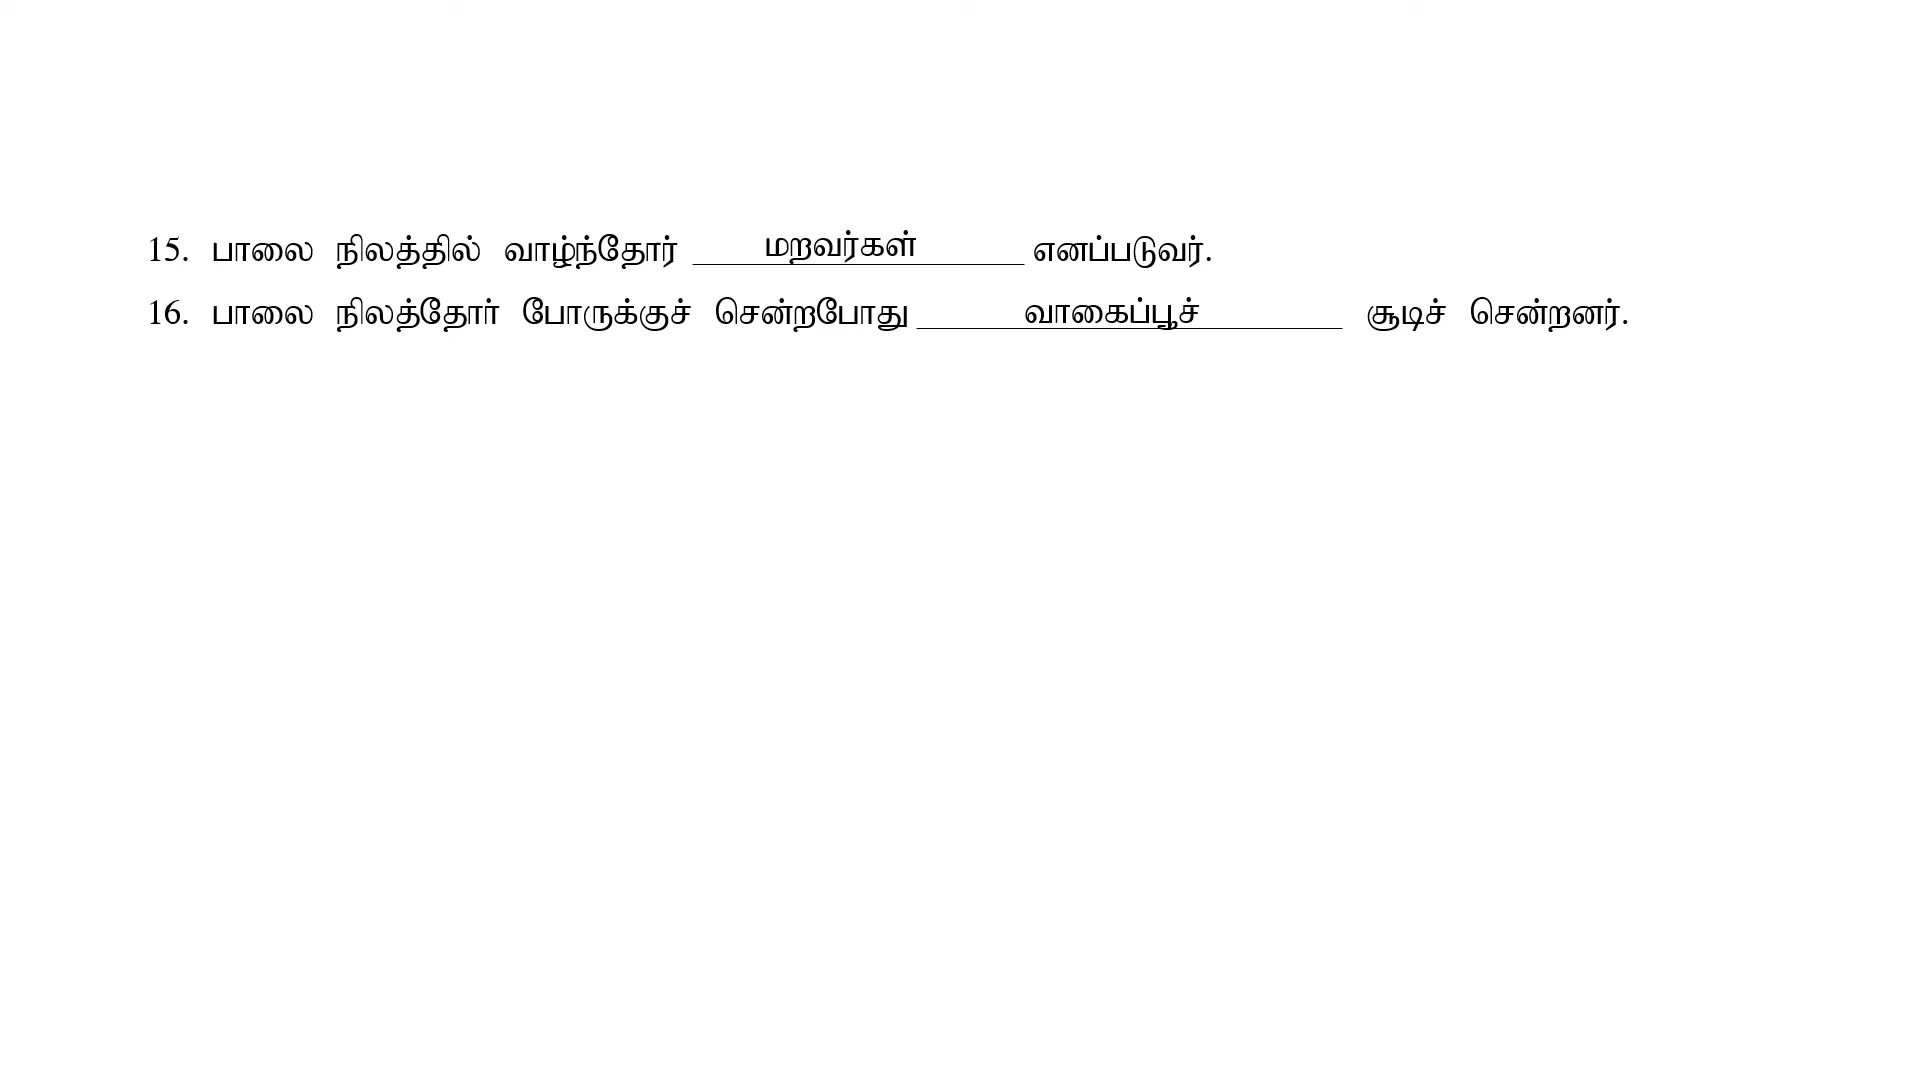 15. பாலை நிலத்தில் வாழ்ந்தோர் மறவர்கள் எனப்படுவர்.
16. பாலை நிலத்தோர் போருக்குச் சென்றபோது வாகைப்பூச் சூடிச் சென்றனர்.